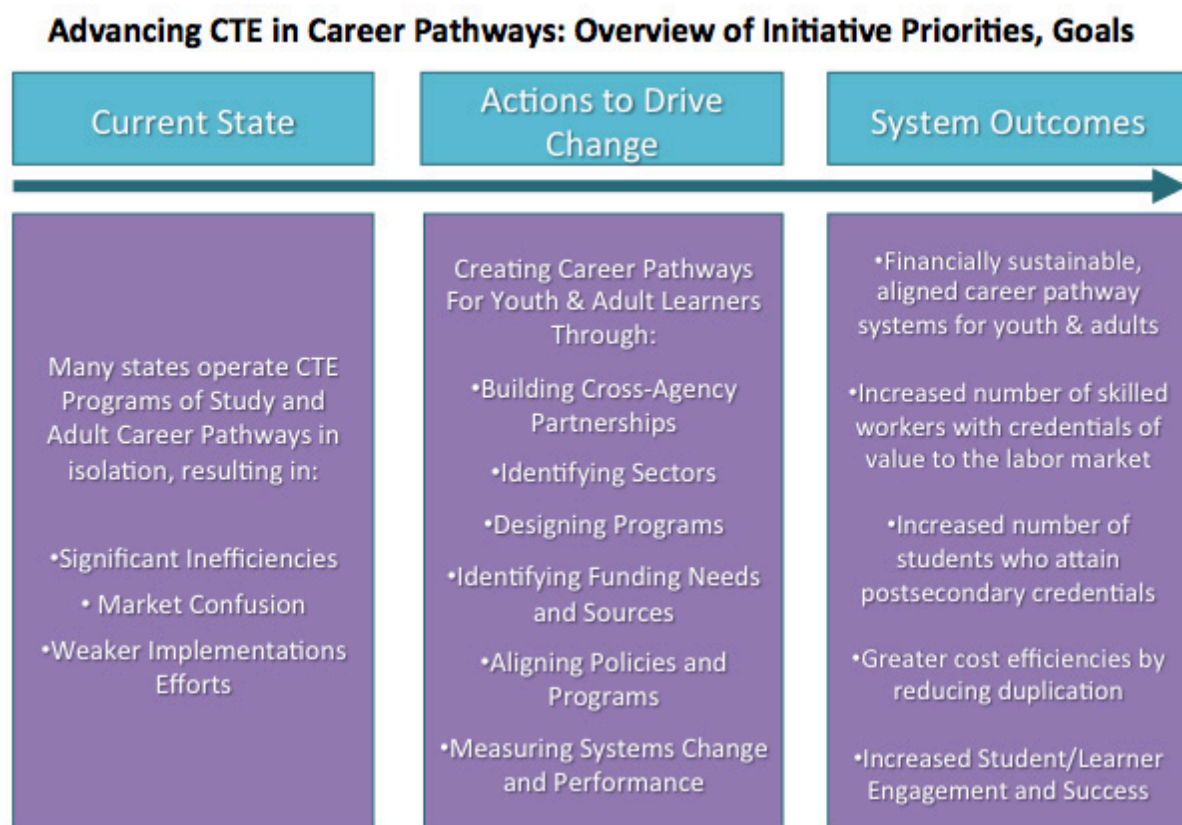 Advancing CTE in Career Pathways: Overview of Initiative Priorities, Goals
Current State
Actions to Drive
Change
System Outcomes
Many states operate CTE
Programs of Study and
Adult Career Pathways in
isolation, resulting in:
•Significant Inefficiencies
• Market Confusion
•Weaker Implementations
Efforts
Creating Career Pathways
For Youth & Adult Learners
Through:
•Building Cross-Agency
Partnerships
•Identifying Sectors
•Designing Programs
•Identifying Funding Needs
and Sources
•Aligning Policies and
Programs
•Measuring Systems Change
and Performance
•Financially sustainable,
aligned career pathway
systems for youth & adults
•Increased number of skilled
workers with credentials of
value to the labor market
•Increased number of
students who attain
postsecondary credentials
•Greater cost efficiencies by
reducing duplication
•Increased Student/Learner
Engagement and Success